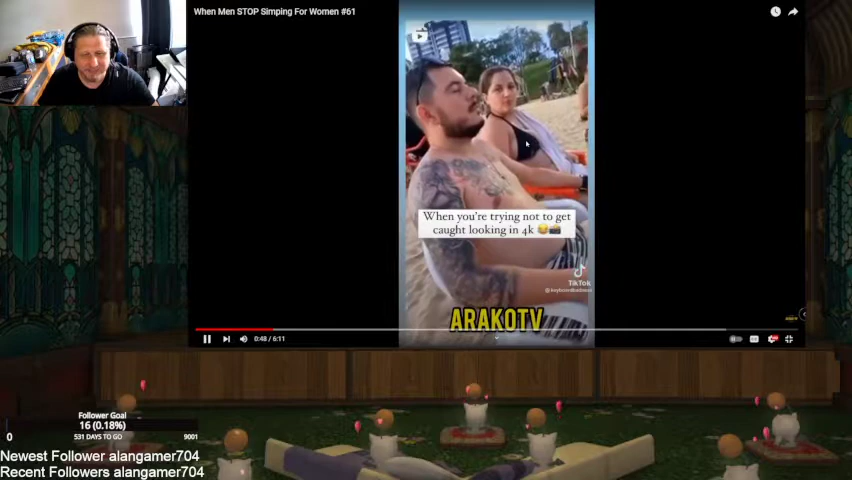 When Men STOP Simping For Women #61
When you're trying not to get
caught looking in 4k
TikTok
ARAKOTV
0:48 / 6:11
Follower Goal
16 (0.18%)
0
531 DAYS TO GO
9001
Newest Follower alangamer704
Recent Followers alangamer704